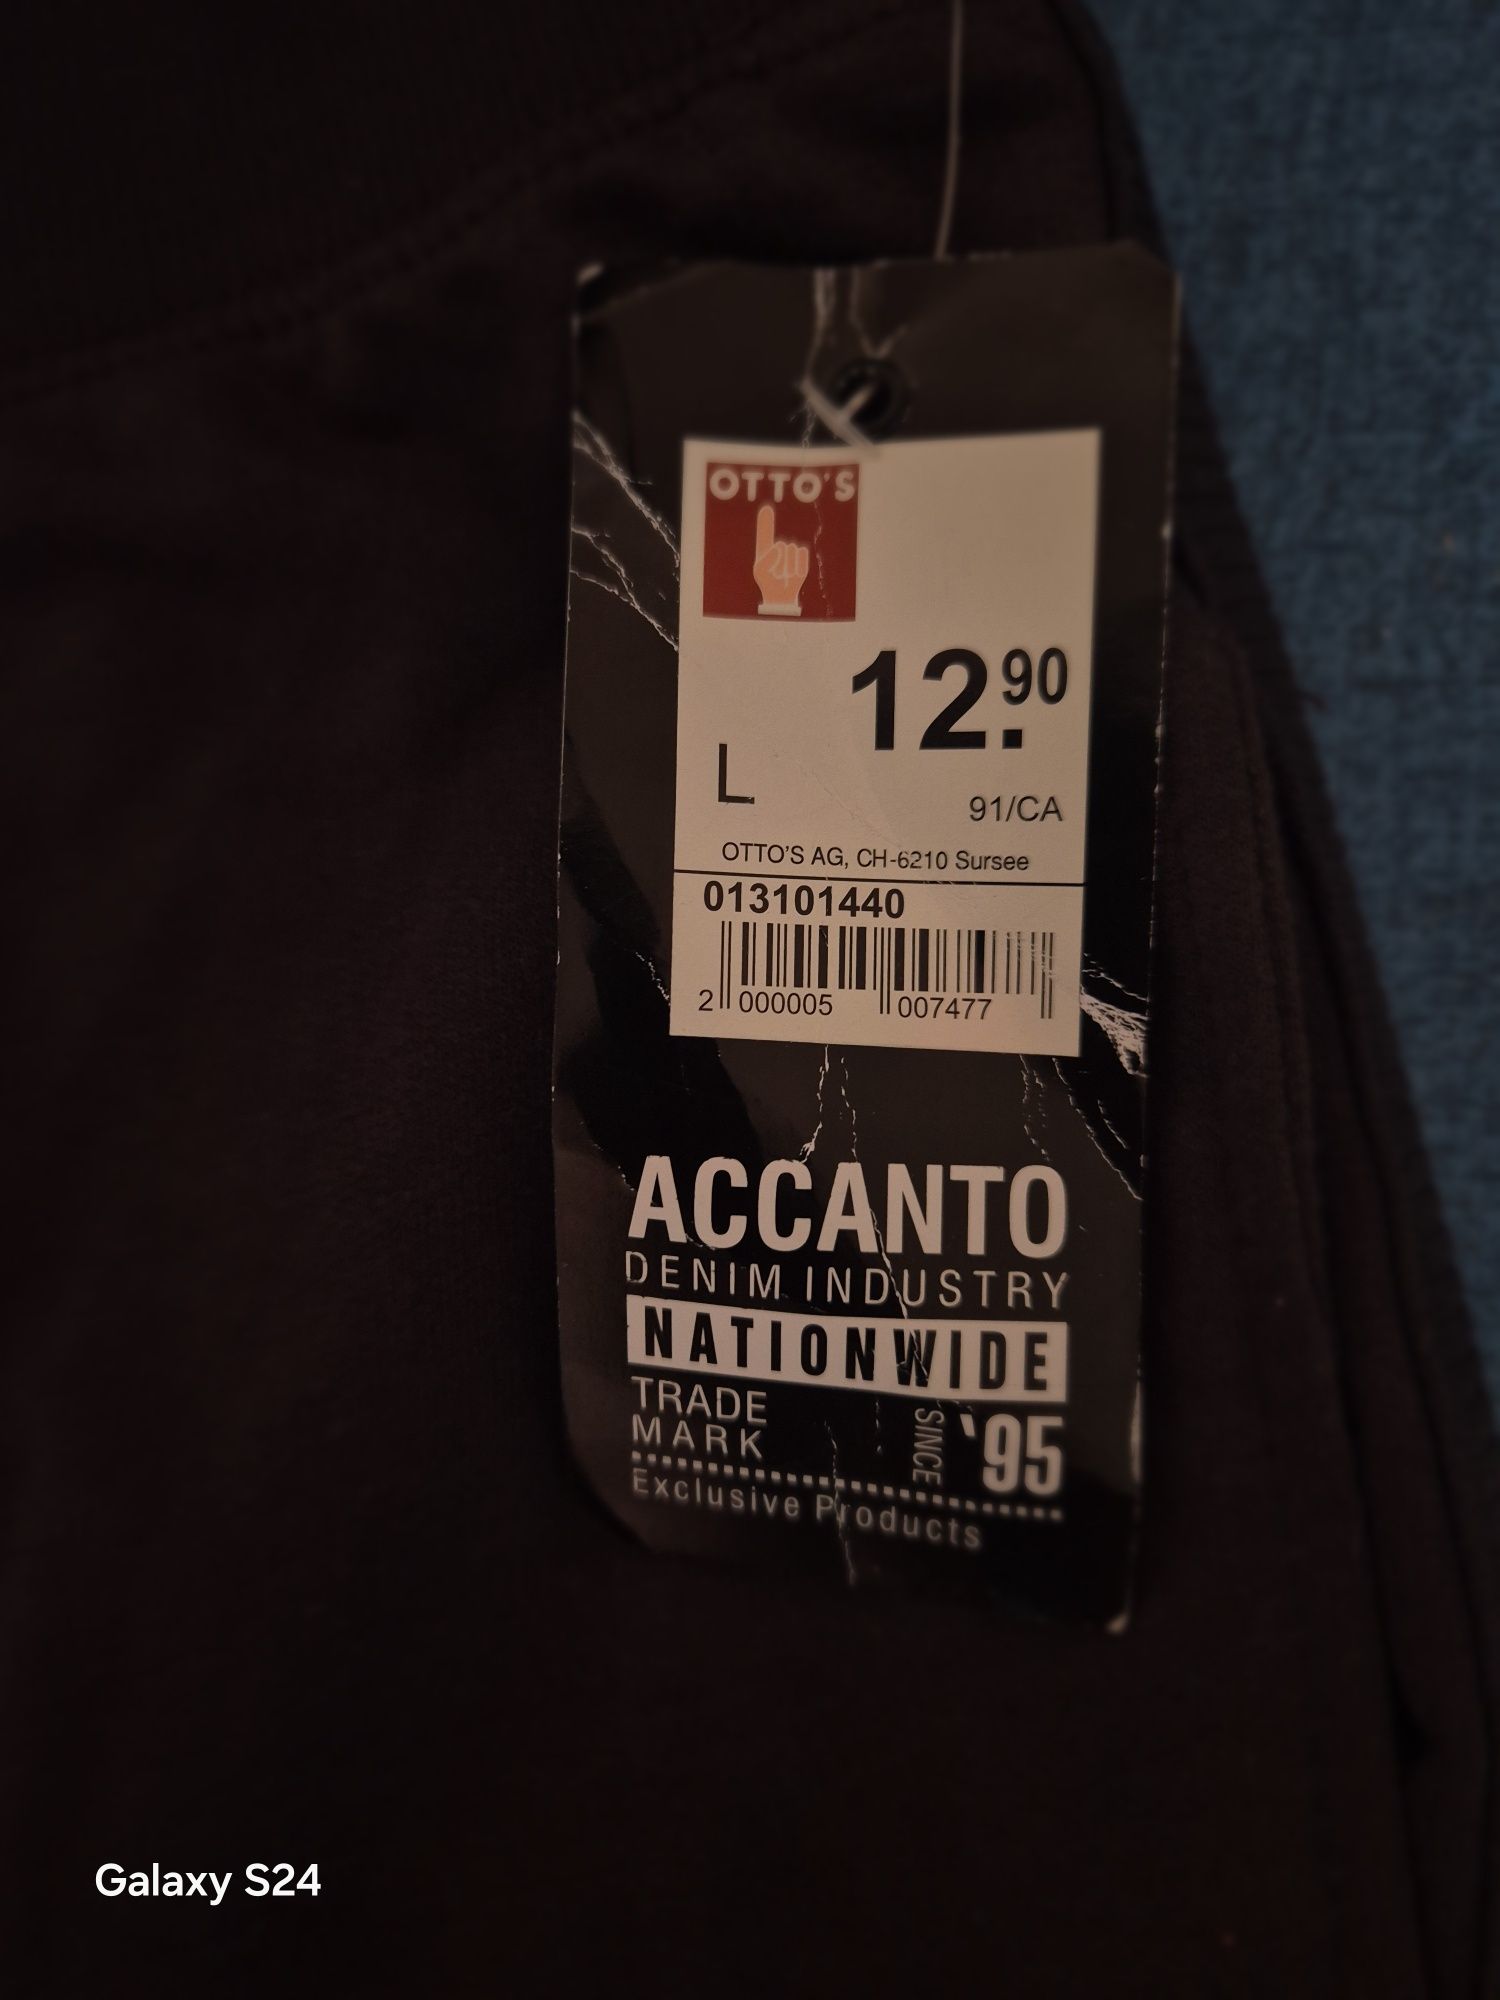 OTTO'S
12.90
L
91/CA
OTTO'S AG, CH-6210 Sursee
013101440
2 000005 007477
ACCANTO
DENIM INDUSTRY
NATIONWIDE
TRADE
MARK
SINCE '95
Exclusive Products
Galaxy S24